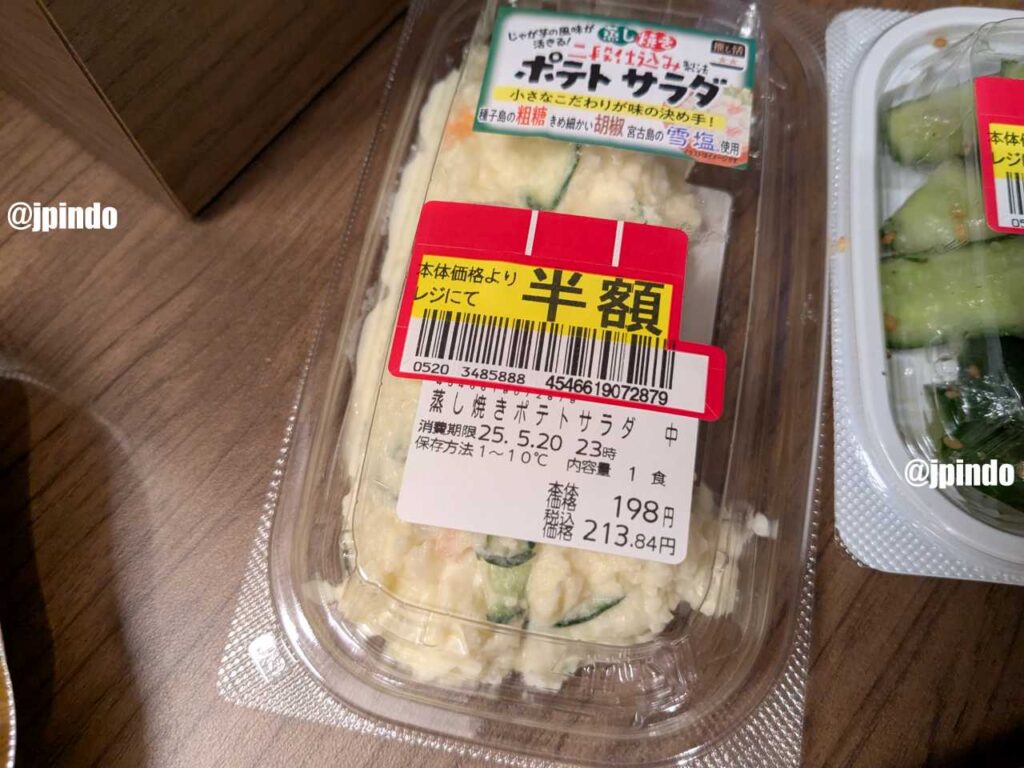 じゃが芋の風味が
活きる!
蒸し焼き
二段仕込み
ポテトサラダ
小さなこだわりが味の決め手!
種子島の粗糖 きめ細かい胡椒 宮古島の雪塩 使用
本体価格より
レジにて
半額
0520 3485888 4546619072879
蒸し焼きポテトサラダ 中
消費期限25. 5.20 23時
保存方法1~10℃ 内容量 1 食
本体
価格 198円
税込
価格 213.84円
@jpindo
@jpindo